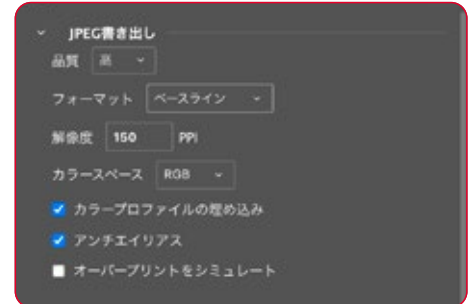 JPEG書き出し
品質 高
フォーマット ベースライン
解像度 150 PPI
カラースペース RGB
カラープロファイルの埋め込み
アンチエイリアス
オーバープリントをシミュレート